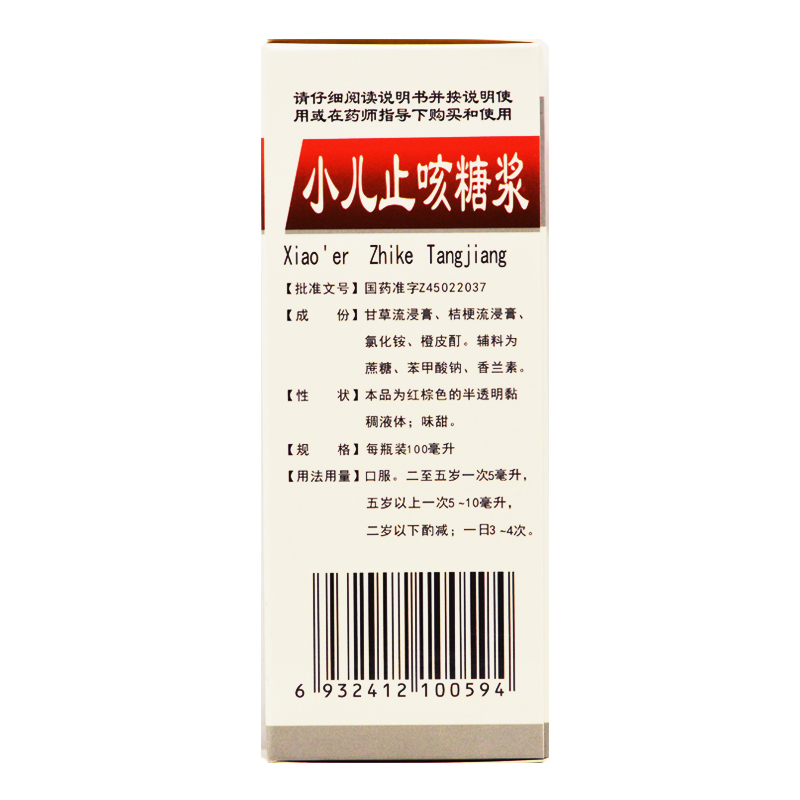 请仔细阅读说明书并按说明使
用或在药师指导下购买和使用
小儿止咳糖浆
Xiao'er Zhike Tangjiang
【批准文号】国药准字Z45022037
【成 份】甘草流浸膏、桔梗流浸膏、
氯化铵、橙皮酊。辅料为
蔗糖、苯甲酸钠、香兰素。
【性 状】本品为红棕色的半透明黏
稠液体；味甜。
【规 格】每瓶装100毫升
【用法用量】口服。二至五岁一次5毫升，
五岁以上一次5~10毫升，
二岁以下酌减；一日3~4次。
6 932412 100594